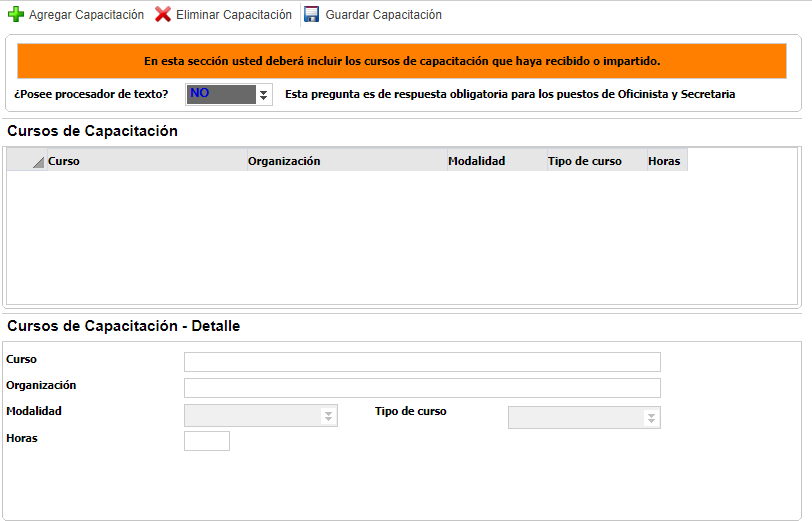 Agregar Capacitación Eliminar Capacitación Guardar Capacitación
En esta sección usted deberá incluir los cursos de capacitación que haya recibido o impartido.
¿Posee procesador de texto? NO Esta pregunta es de respuesta obligatoria para los puestos de Oficinista y Secretaria
Cursos de Capacitación
Curso Organización Modalidad Tipo de curso Horas
Cursos de Capacitación - Detalle
Curso
Organización
Modalidad Tipo de curso
Horas